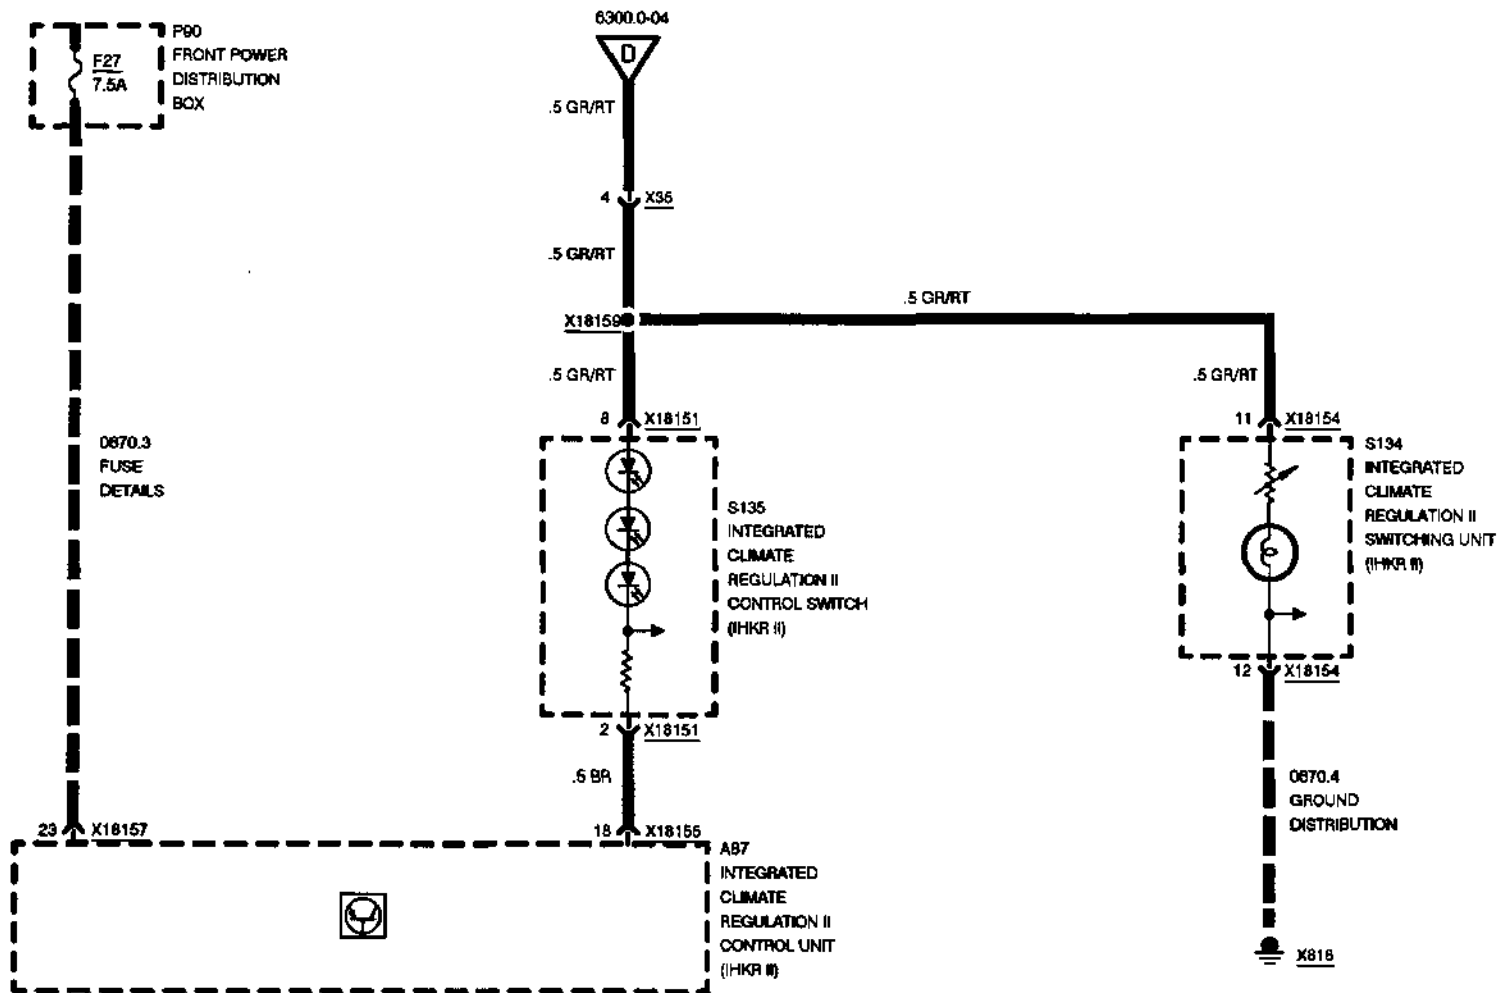 P90
FRONT POWER
DISTRIBUTION
BOX
F27
7.5A
6300.0-04
D
.5 GR/RT
4 X35
.5 GR/RT
X18159
.5 GR/RT
.5 GR/RT
.5 GR/RT
8 X18151
11 X18154
0670.3
FUSE
DETAILS
S135
INTEGRATED
CLIMATE
REGULATION II
CONTROL SWITCH
(IHKR II)
S134
INTEGRATED
CLIMATE
REGULATION II
SWITCHING UNIT
(IHKR II)
2 X18151
12 X18154
.5 BR
0670.4
GROUND
DISTRIBUTION
23 X18157
18 X18155
A87
INTEGRATED
CLIMATE
REGULATION II
CONTROL UNIT
(IHKR II)
X816